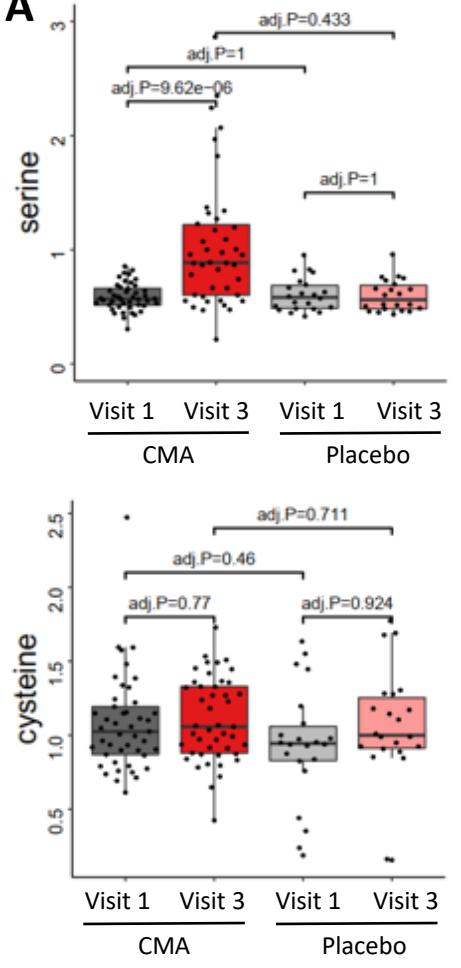 A
adj.P=0.433
adj.P=1
adj.P=9.62e−06
adj.P=1
serine
3
2
1
0
Visit 1 Visit 3 Visit 1 Visit 3
CMA Placebo
adj.P=0.711
adj.P=0.46
adj.P=0.77 adj.P=0.924
cysteine
2.5
2.0
1.5
1.0
0.5
Visit 1 Visit 3 Visit 1 Visit 3
CMA Placebo